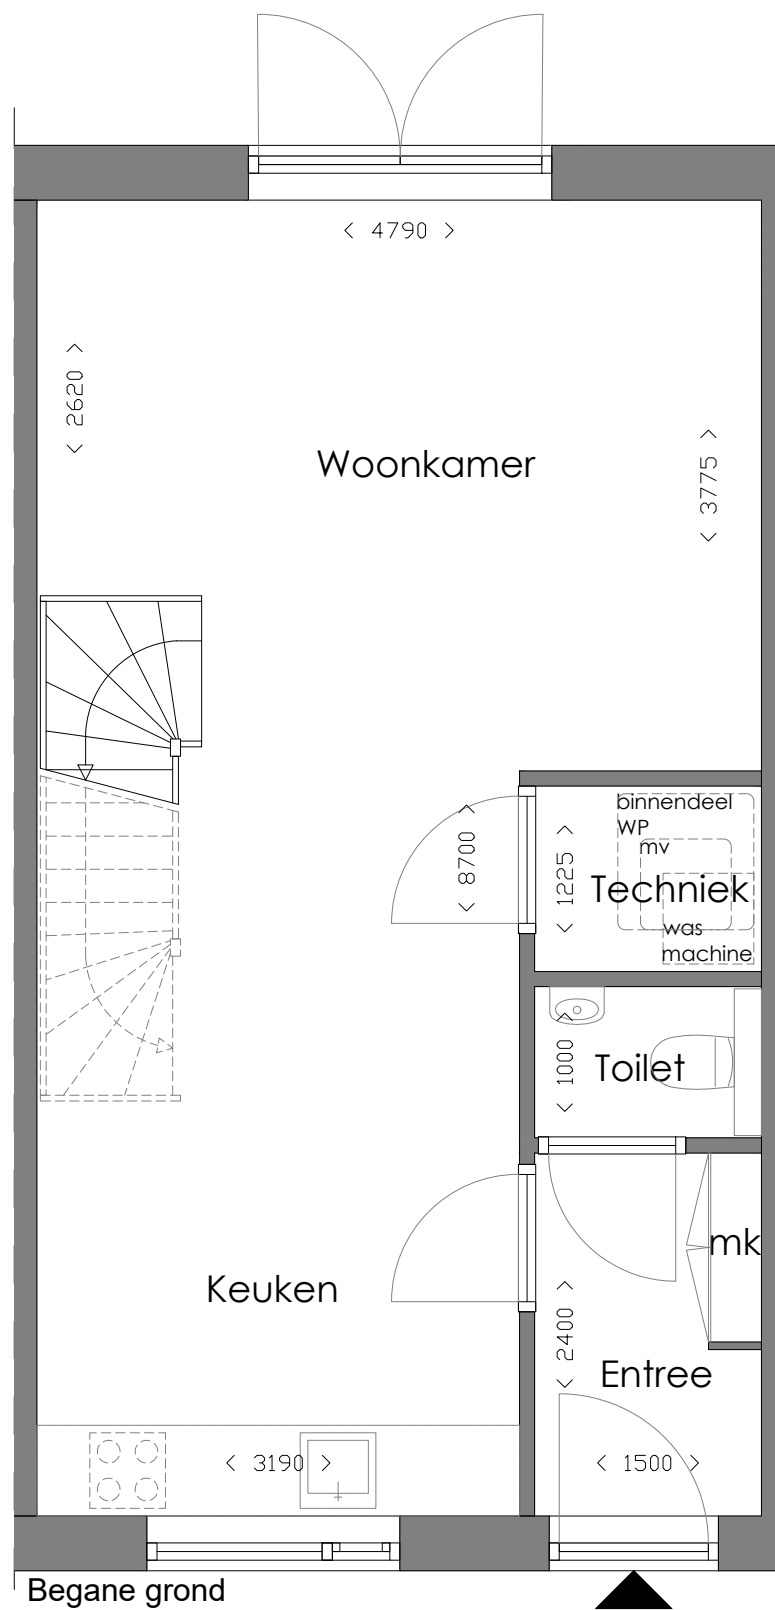 4790
2620
Woonkamer
3775
binnendeel
WP
mv
8700
1225
Techniek
was
machine
1000
Toilet
mk
Keuken
2400
Entree
3190
1500
Begane grond